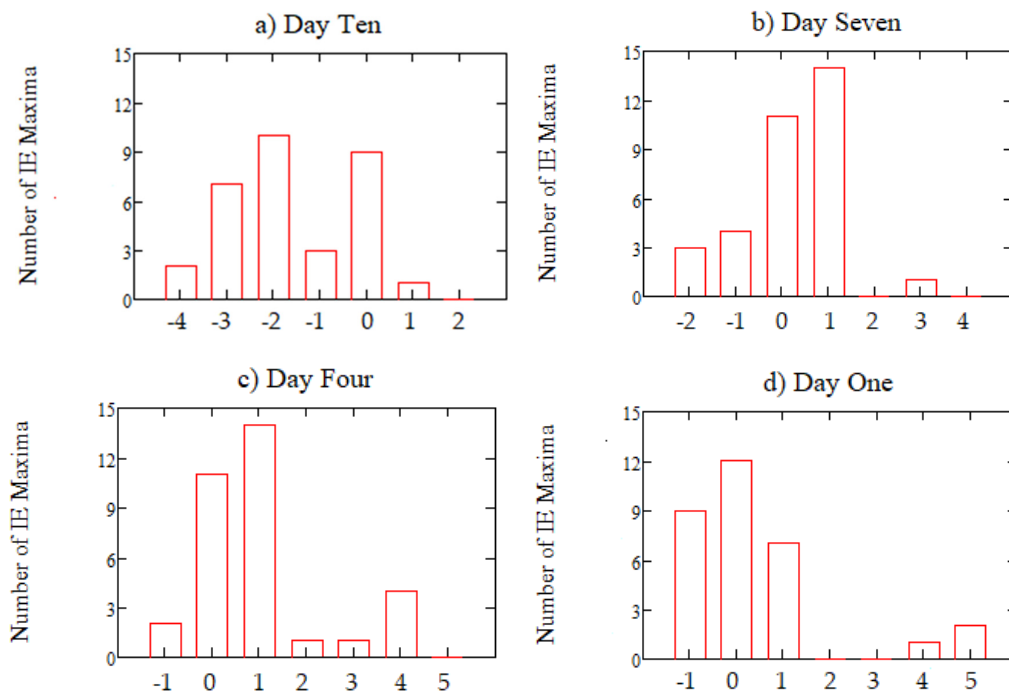 a) Day Ten
Number of IE Maxima
15
12
9
6
3
0
-4 -3 -2 -1 0 1 2
b) Day Seven
Number of IE Maxima
15
12
9
6
3
0
-2 -1 0 1 2 3 4
c) Day Four
Number of IE Maxima
15
12
9
6
3
0
-1 0 1 2 3 4 5
d) Day One
Number of IE Maxima
15
12
9
6
3
0
-1 0 1 2 3 4 5